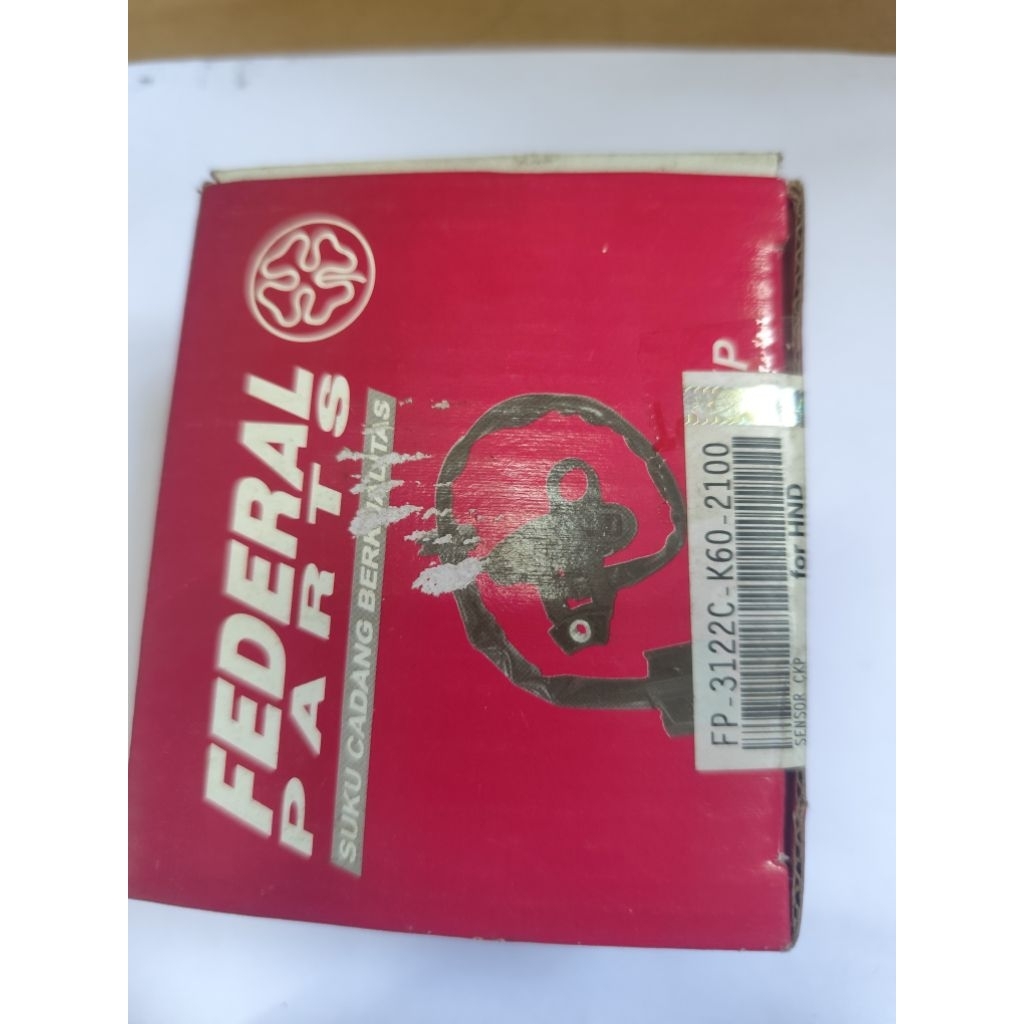 FEDERAL
PARTS
SUKU CADANG BERKUALITAS
FP-3122C-K60-2100
SENSOR CKP
for HND